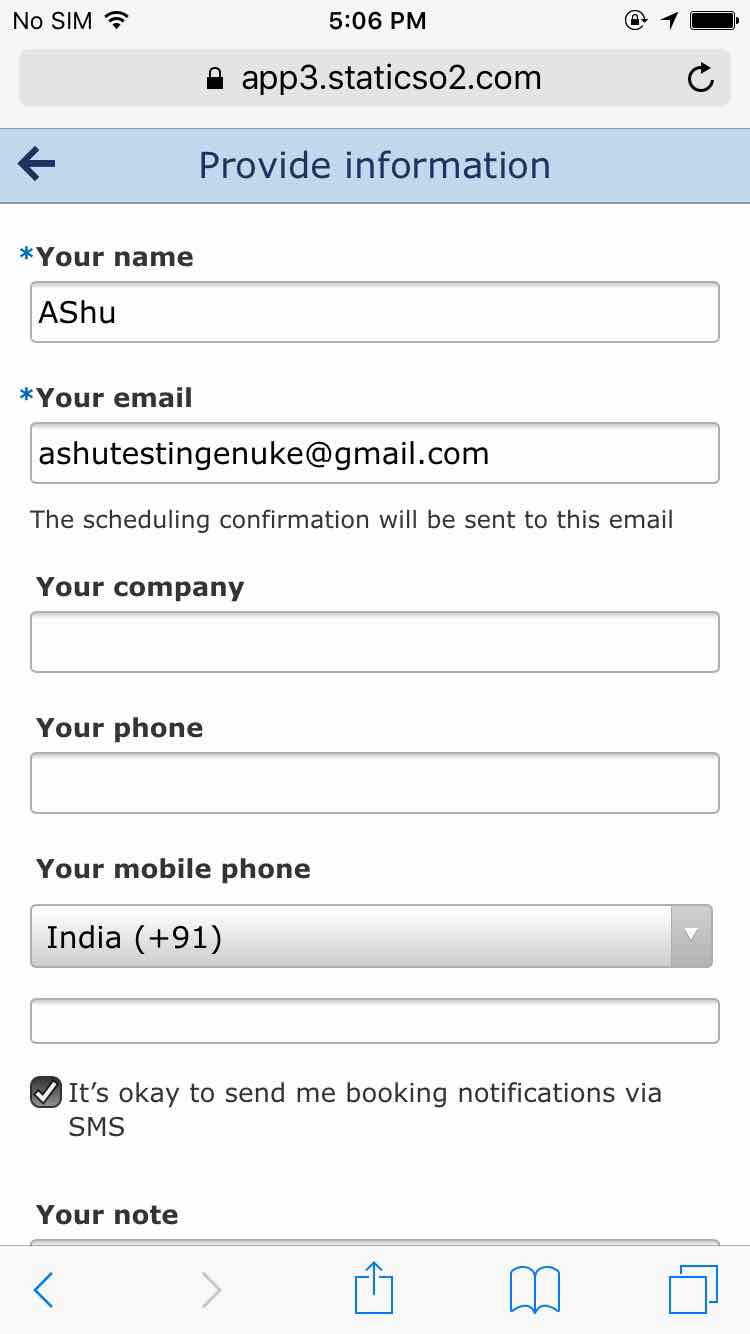 No SIM 5:06 PM
app3.staticso2.com
Provide information
*Your name
AShu
*Your email
ashutestingenuke@gmail.com
The scheduling confirmation will be sent to this email
Your company
Your phone
Your mobile phone
India (+91)
It’s okay to send me booking notifications via
SMS
Your note